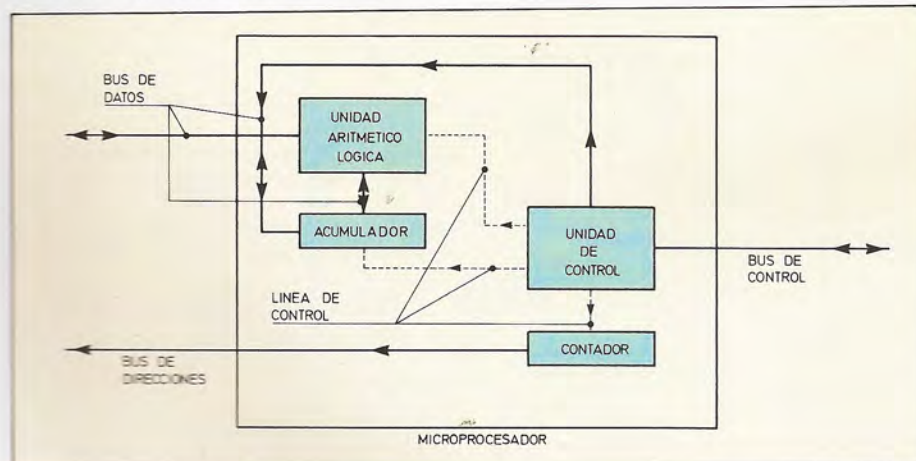 BUS DE
DATOS
UNIDAD
ARITMETICO
LOGICA
ACUMULADOR
UNIDAD
DE
CONTROL
BUS DE
CONTROL
LINEA DE
CONTROL
CONTADOR
BUS DE
DIRECCIONES
MICROPROCESADOR